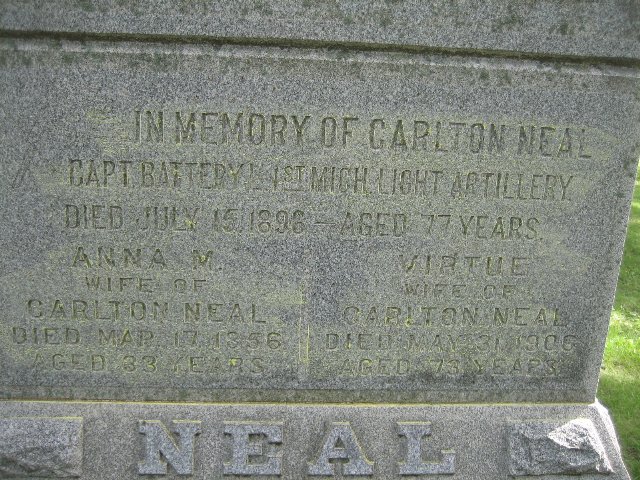 IN MEMORY OF CARLTON NEAL
CAPT. BATTERY 1ST MICH. LIGHT ARTILLERY.
DIED JULY 15, 1898 — AGED 77 YEARS.
ANNA M.
WIFE OF
CARLTON NEAL
DIED MAR. 17, 1856
AGED 33 YEARS
VIRTUE
WIFE OF
CARLTON NEAL
DIED MAY 31, 1906
AGED 73 YEARS
NEAL